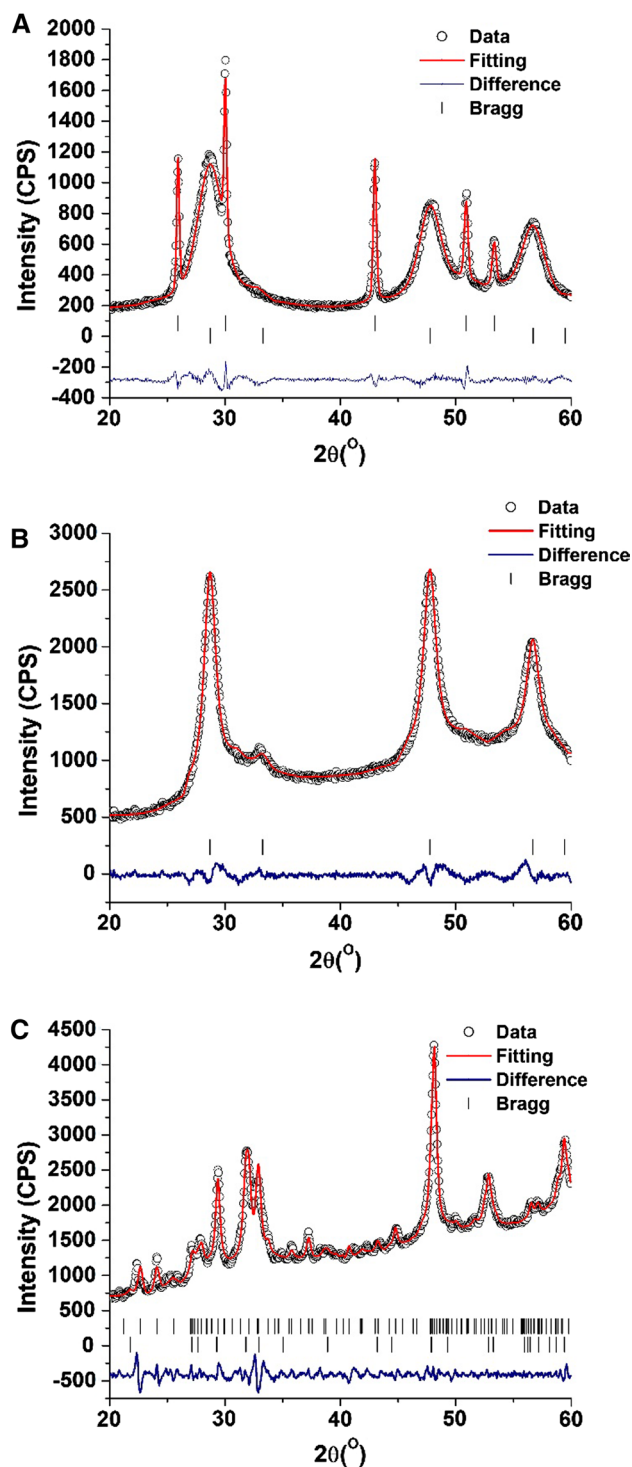 A
Data
Fitting
Difference
Bragg
2000
1800
1600
1400
1200
1000
800
600
400
200
0
-200
-400
Intensity (CPS)
20 30 40 50 60
2θ(°)
B
Data
Fitting
Difference
Bragg
3000
2500
2000
1500
1000
500
0
Intensity (CPS)
20 30 40 50 60
2θ(°)
C
Data
Fitting
Difference
Bragg
4500
4000
3500
3000
2500
2000
1500
1000
500
0
-500
Intensity (CPS)
20 30 40 50 60
2θ(°)